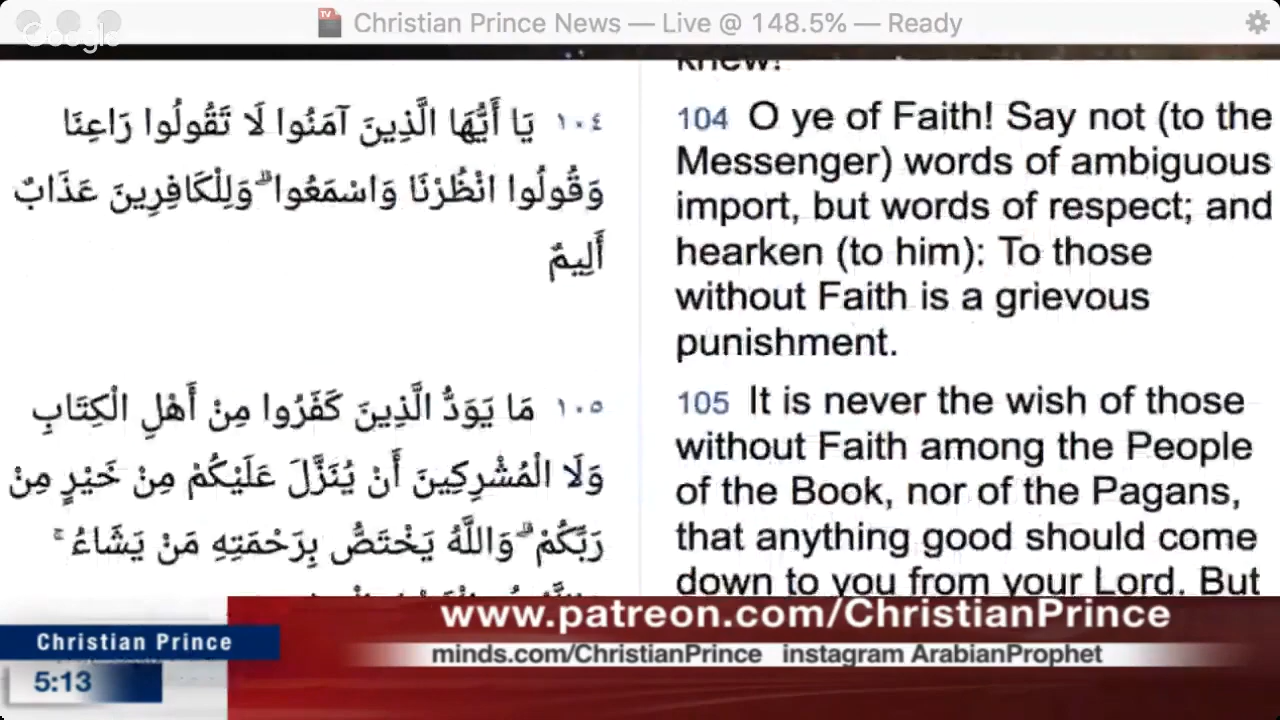 Christian Prince News — Live @ 148.5% — Ready
Google
knew!
١٠٤ يَا أَيُّهَا الَّذِينَ آمَنُوا لَا تَقُولُوا رَاعِنَا
وَقُولُوا انْظُرْنَا وَاسْمَعُوا ۗ وَلِلْكَافِرِينَ عَذَابٌ
أَلِيمٌ
١٠٥ مَا يَوَدُّ الَّذِينَ كَفَرُوا مِنْ أَهْلِ الْكِتَابِ
وَلَا الْمُشْرِكِينَ أَنْ يُنَزَّلَ عَلَيْكُمْ مِنْ خَيْرٍ مِنْ
رَبِّكُمْ ۗ وَاللَّهُ يَخْتَصُّ بِرَحْمَتِهِ مَنْ يَشَاءُ ۚ
104 O ye of Faith! Say not (to the
Messenger) words of ambiguous
import, but words of respect; and
hearken (to him): To those
without Faith is a grievous
punishment.
105 It is never the wish of those
without Faith among the People
of the Book, nor of the Pagans,
that anything good should come
down to you from your Lord. But
www.patreon.com/ChristianPrince
Christian Prince
minds.com/ChristianPrince instagram ArabianProphet
5:13